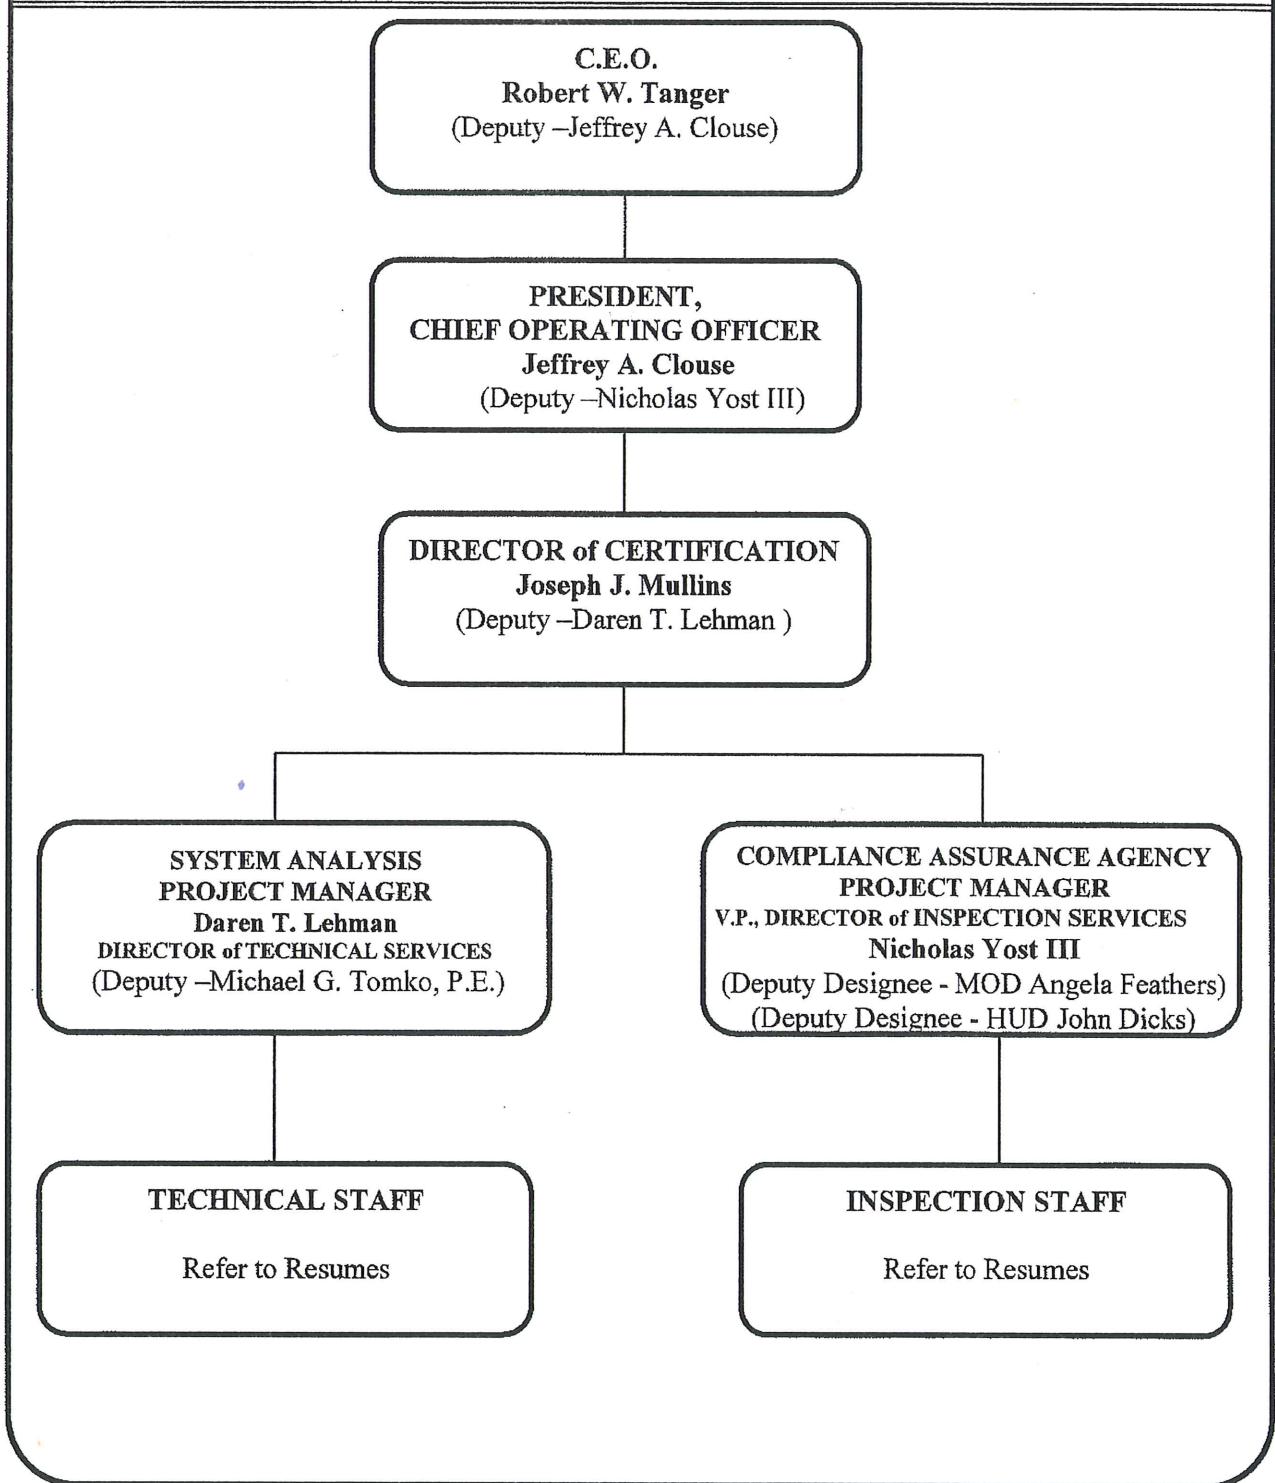 C.E.O.
Robert W. Tanger
(Deputy –Jeffrey A. Clouse)
PRESIDENT,
CHIEF OPERATING OFFICER
Jeffrey A. Clouse
(Deputy –Nicholas Yost III)
DIRECTOR of CERTIFICATION
Joseph J. Mullins
(Deputy –Daren T. Lehman )
SYSTEM ANALYSIS
PROJECT MANAGER
Daren T. Lehman
DIRECTOR of TECHNICAL SERVICES
(Deputy –Michael G. Tomko, P.E.)
COMPLIANCE ASSURANCE AGENCY
PROJECT MANAGER
V.P., DIRECTOR of INSPECTION SERVICES
Nicholas Yost III
(Deputy Designee - MOD Angela Feathers)
(Deputy Designee - HUD John Dicks)
TECHNICAL STAFF
Refer to Resumes
INSPECTION STAFF
Refer to Resumes